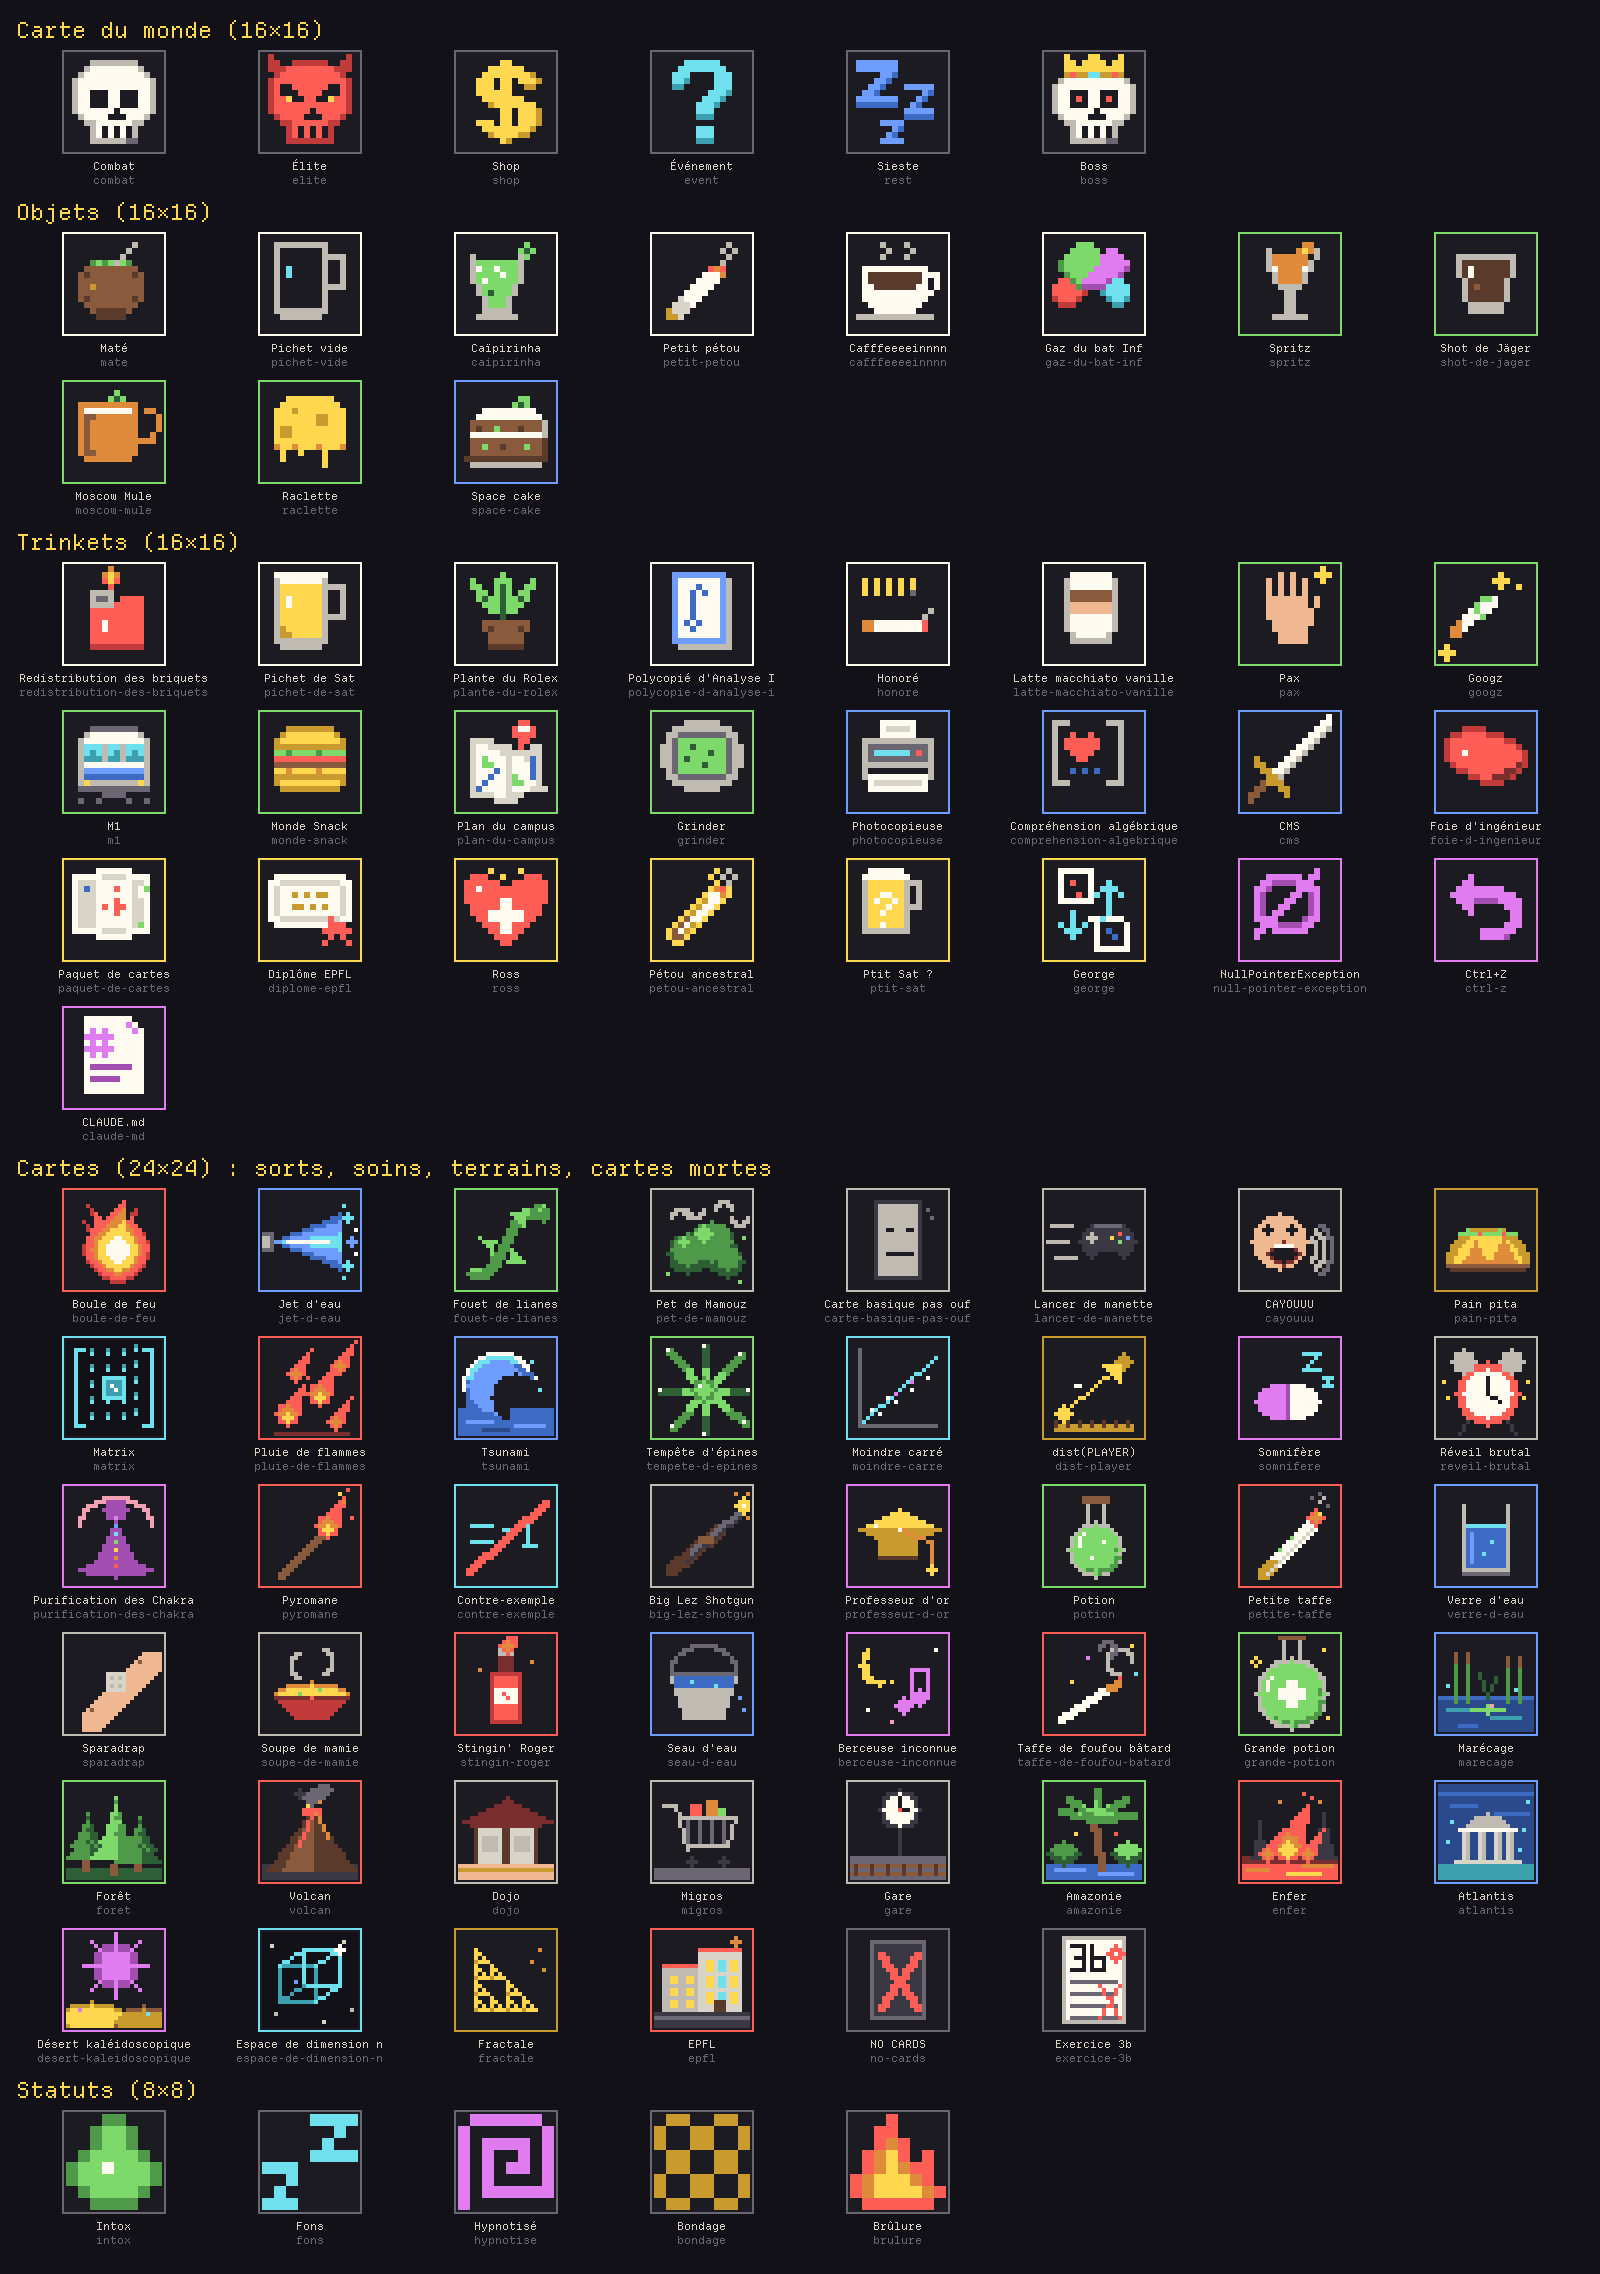 Carte du monde (16×16)
Combat Élite Shop Événement Sieste Boss
combat elite shop event rest boss
Objets (16×16)
Maté Pichet vide Caïpirinha Petit pétou Cafffeeeeinnnn Gaz du bat Inf Spritz Shot de Jäger
mate pichet-vide caipirinha petit-petou cafffeeeeinnnn gaz-du-bat-inf spritz shot-de-jager
Moscow Mule Raclette Space cake
moscow-mule raclette space-cake
Trinkets (16×16)
Redistribution des briquets Pichet de Sat Plante du Rolex Polycopié d'Analyse I Honoré Latte macchiato vanille Pax Googz
redistribution-des-briquets pichet-de-sat plante-du-rolex polycopie-d-analyse-i honore latte-macchiato-vanille pax googz
M1 Monde Snack Plan du campus Grinder Photocopieuse Compréhension algébrique CMS Foie d'ingénieur
m1 monde-snack plan-du-campus grinder photocopieuse comprehension-algebrique cms foie-d-ingenieur
?
Paquet de cartes Diplôme EPFL Ross Pétou ancestral Ptit Sat ? George NullPointerException Ctrl+Z
paquet-de-cartes diplome-epfl ross petou-ancestral ptit-sat george null-pointer-exception ctrl-z
#
CLAUDE.md
claude-md
Cartes (24×24) : sorts, soins, terrains, cartes mortes
Boule de feu Jet d'eau Fouet de lianes Pet de Mamouz Carte basique pas ouf Lancer de manette CAYOUUU Pain pita
boule-de-feu jet-d-eau fouet-de-lianes pet-de-mamouz carte-basique-pas-ouf lancer-de-manette cayouuu pain-pita
Matrix Pluie de flammes Tsunami Tempête d'épines Moindre carré dist(PLAYER) Somnifère Réveil brutal
matrix pluie-de-flammes tsunami tempete-d-epines moindre-carre dist-player somnifere reveil-brutal
Purification des Chakra Pyromane Contre-exemple Big Lez Shotgun Professeur d'or Potion Petite taffe Verre d'eau
purification-des-chakra pyromane contre-exemple big-lez-shotgun professeur-d-or potion petite-taffe verre-d-eau
Sparadrap Soupe de mamie Stingin' Roger Seau d'eau Berceuse inconnue Taffe de foufou bâtard Grande potion Marécage
sparadrap soupe-de-mamie stingin-roger seau-d-eau berceuse-inconnue taffe-de-foufou-batard grande-potion marecage
Forêt Volcan Dojo Migros Gare Amazonie Enfer Atlantis
foret volcan dojo migros gare amazonie enfer atlantis
3b
Désert kaléidoscopique Espace de dimension n Fractale EPFL NO CARDS Exercice 3b
desert-kaleidoscopique espace-de-dimension-n fractale epfl no-cards exercice-3b
Statuts (8×8)
Intox Fons Hypnotisé Bondage Brûlure
intox fons hypnotise bondage brulure